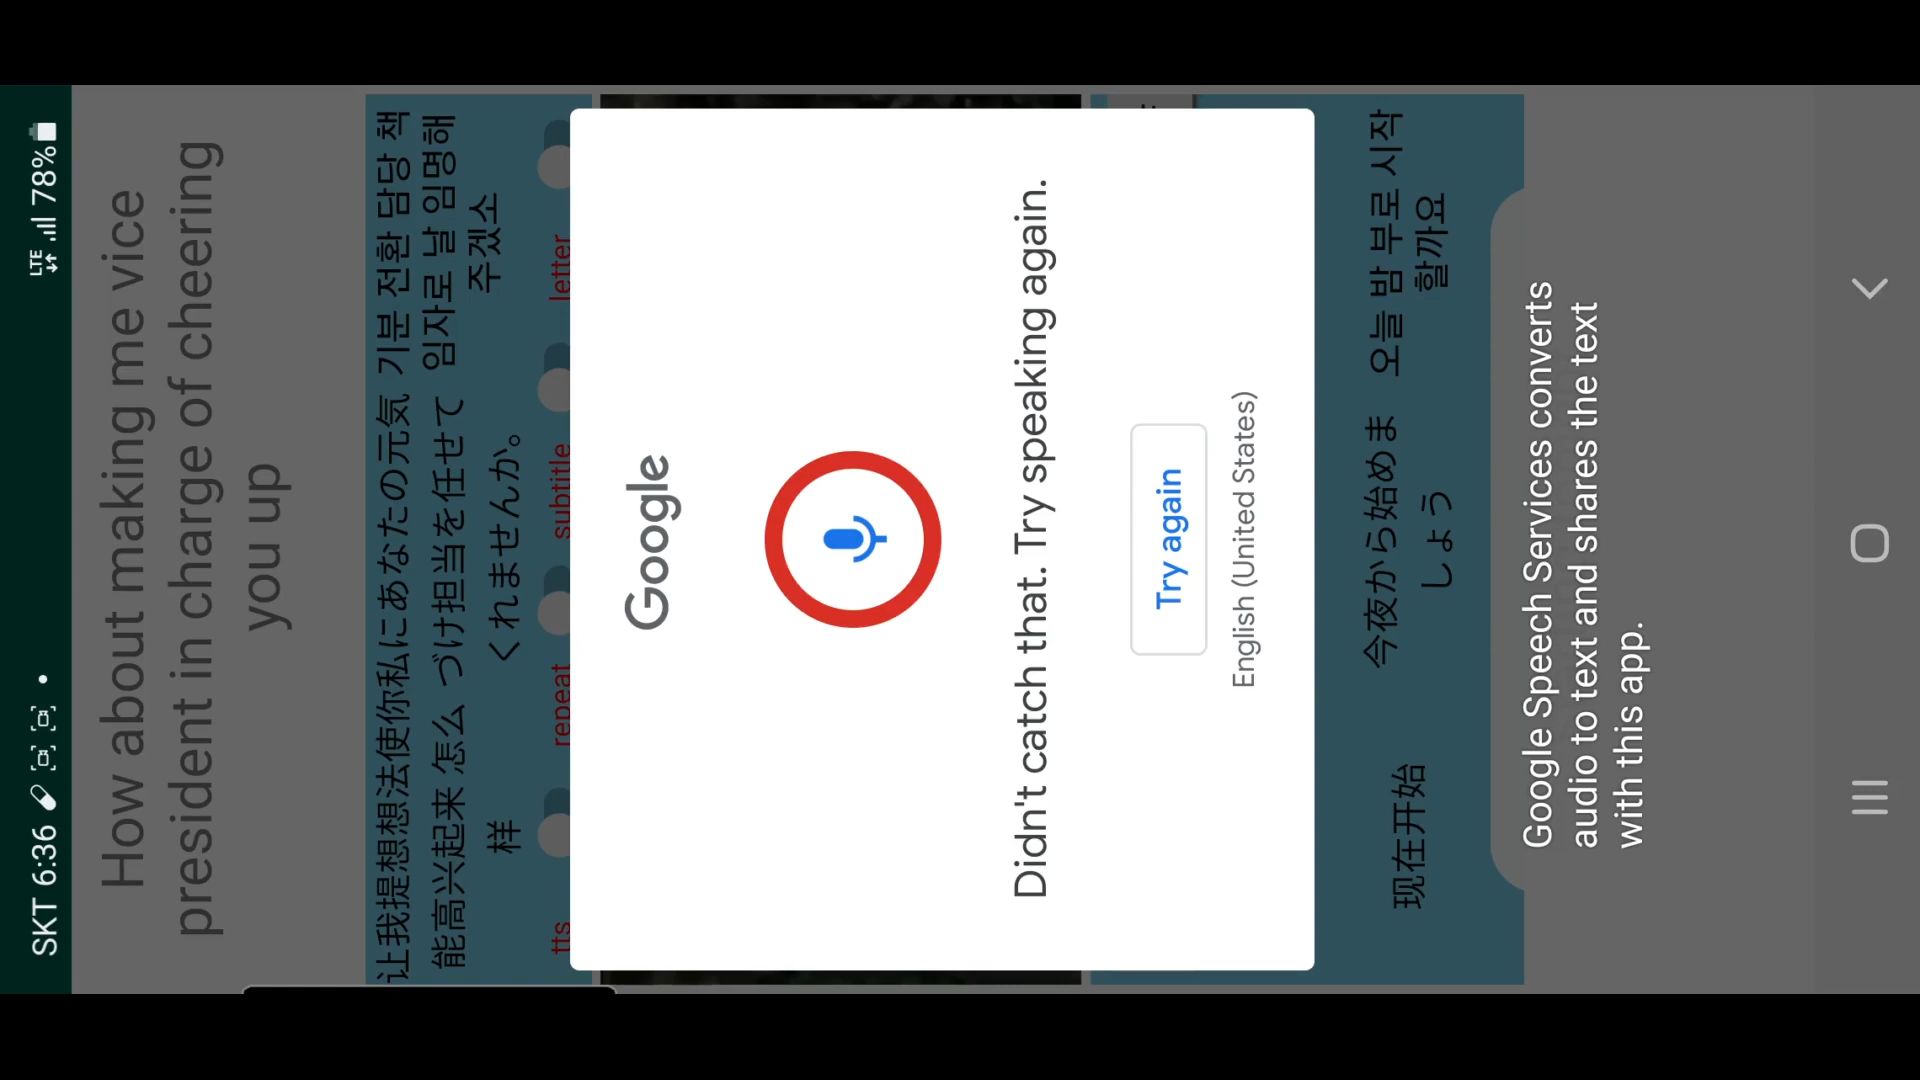 SKT 6:36 LTE 78%
How about making me vice
president in charge of cheering
you up
让我提想想法使你
能高兴起来 怎么
样
私にあなたの元気
づけ担当を任せて
くれませんか。
기분 전환 담당 책
임자로 날 임명해
주겠소
tts repeat subtitle letter
Google
Didn't catch that. Try speaking again.
Try again
English (United States)
现在开始
今夜から始めま
しょう
오늘 밤 부로 시작
할까요
Google Speech Services converts
audio to text and shares the text
with this app.